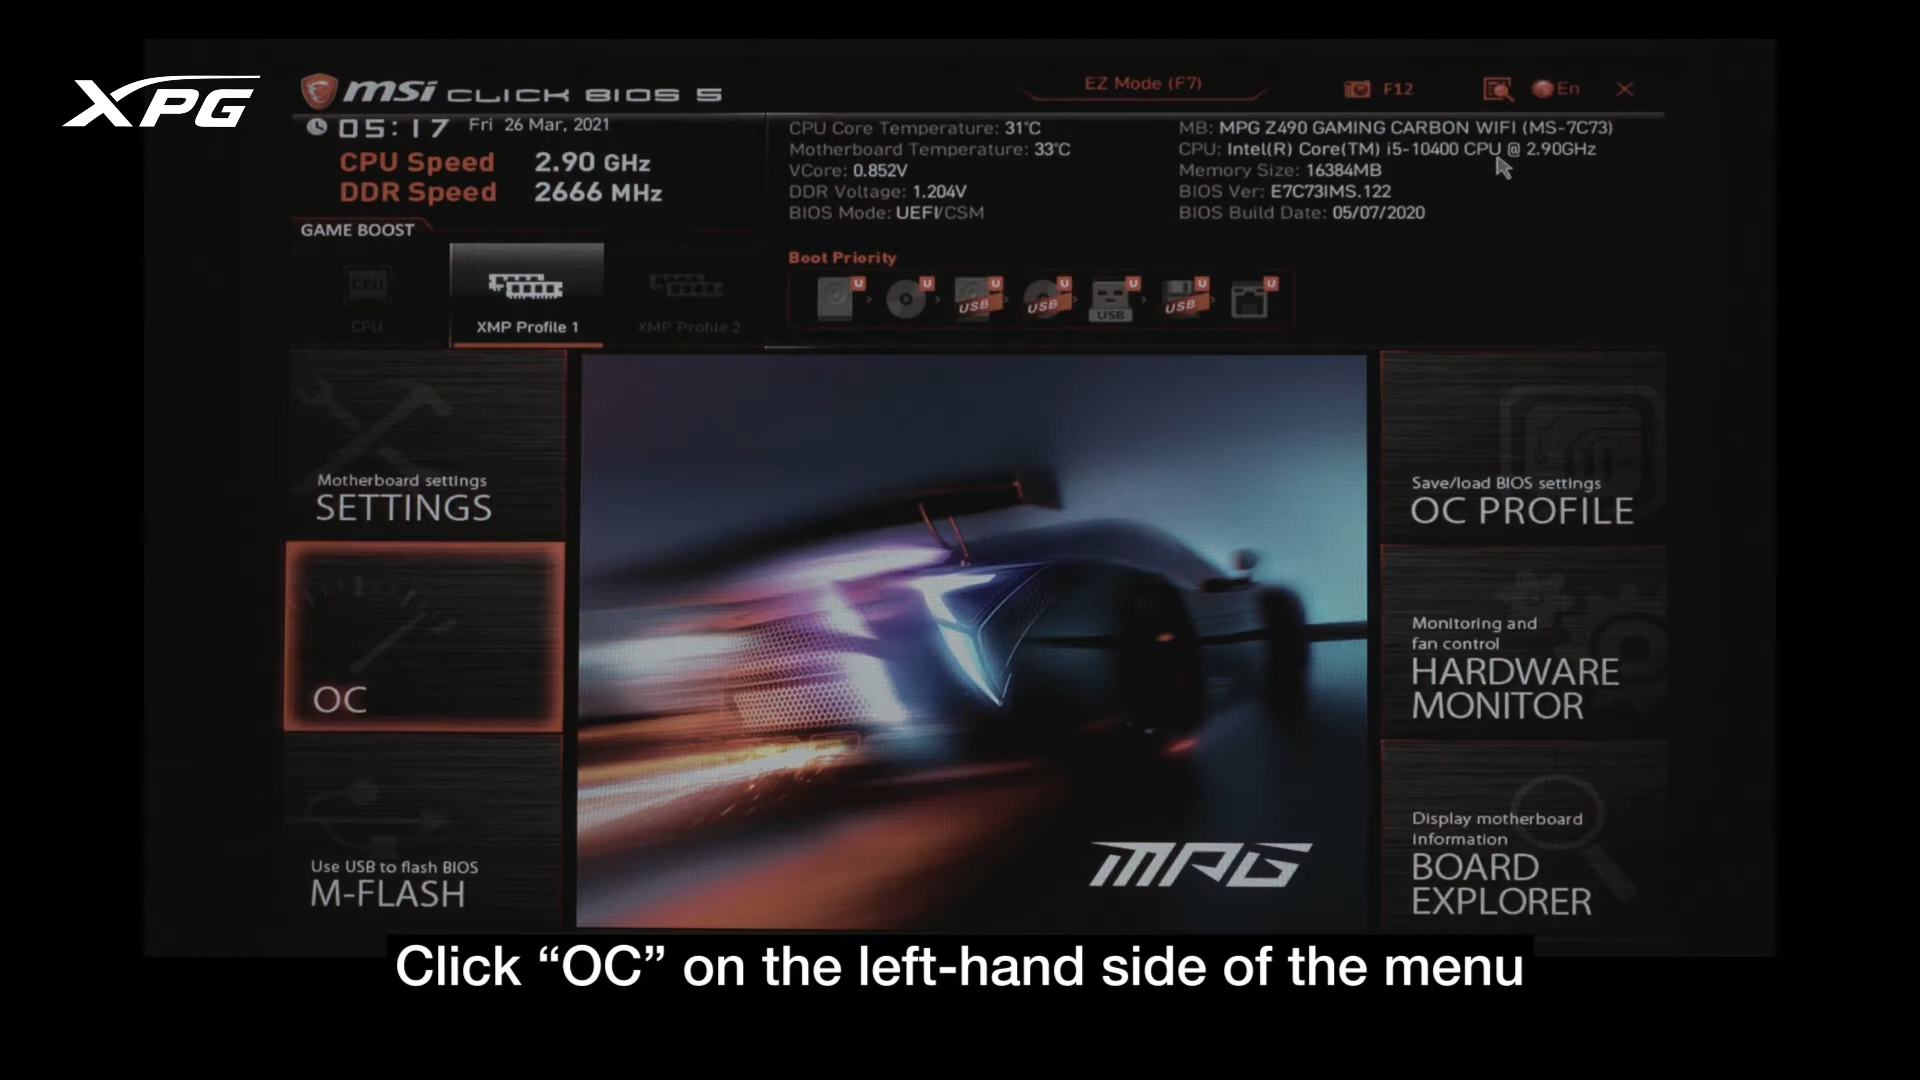 XPG
msi CLICK BIOS 5
EZ Mode (F7)
F12
En
05:17 Fri 26 Mar, 2021
CPU Speed 2.90 GHz
DDR Speed 2666 MHz
CPU Core Temperature: 31°C
Motherboard Temperature: 33°C
VCore: 0.852V
DDR Voltage: 1.204V
BIOS Mode: UEFI/CSM
MB: MPG Z490 GAMING CARBON WIFI (MS-7C73)
CPU: Intel(R) Core(TM) i5-10400 CPU @ 2.90GHz
Memory Size: 16384MB
BIOS Ver: E7C73IMS.122
BIOS Build Date: 05/07/2020
GAME BOOST
CPU
CPU
XMP Profile 1
XMP Profile 2
Boot Priority
U U U U U U U
USB USB USB USB
Motherboard settings
SETTINGS
OC
Use USB to flash BIOS
M-FLASH
MPG
Save/load BIOS settings
OC PROFILE
Monitoring and
fan control
HARDWARE
MONITOR
Display motherboard
information
BOARD
EXPLORER
Click “OC” on the left-hand side of the menu